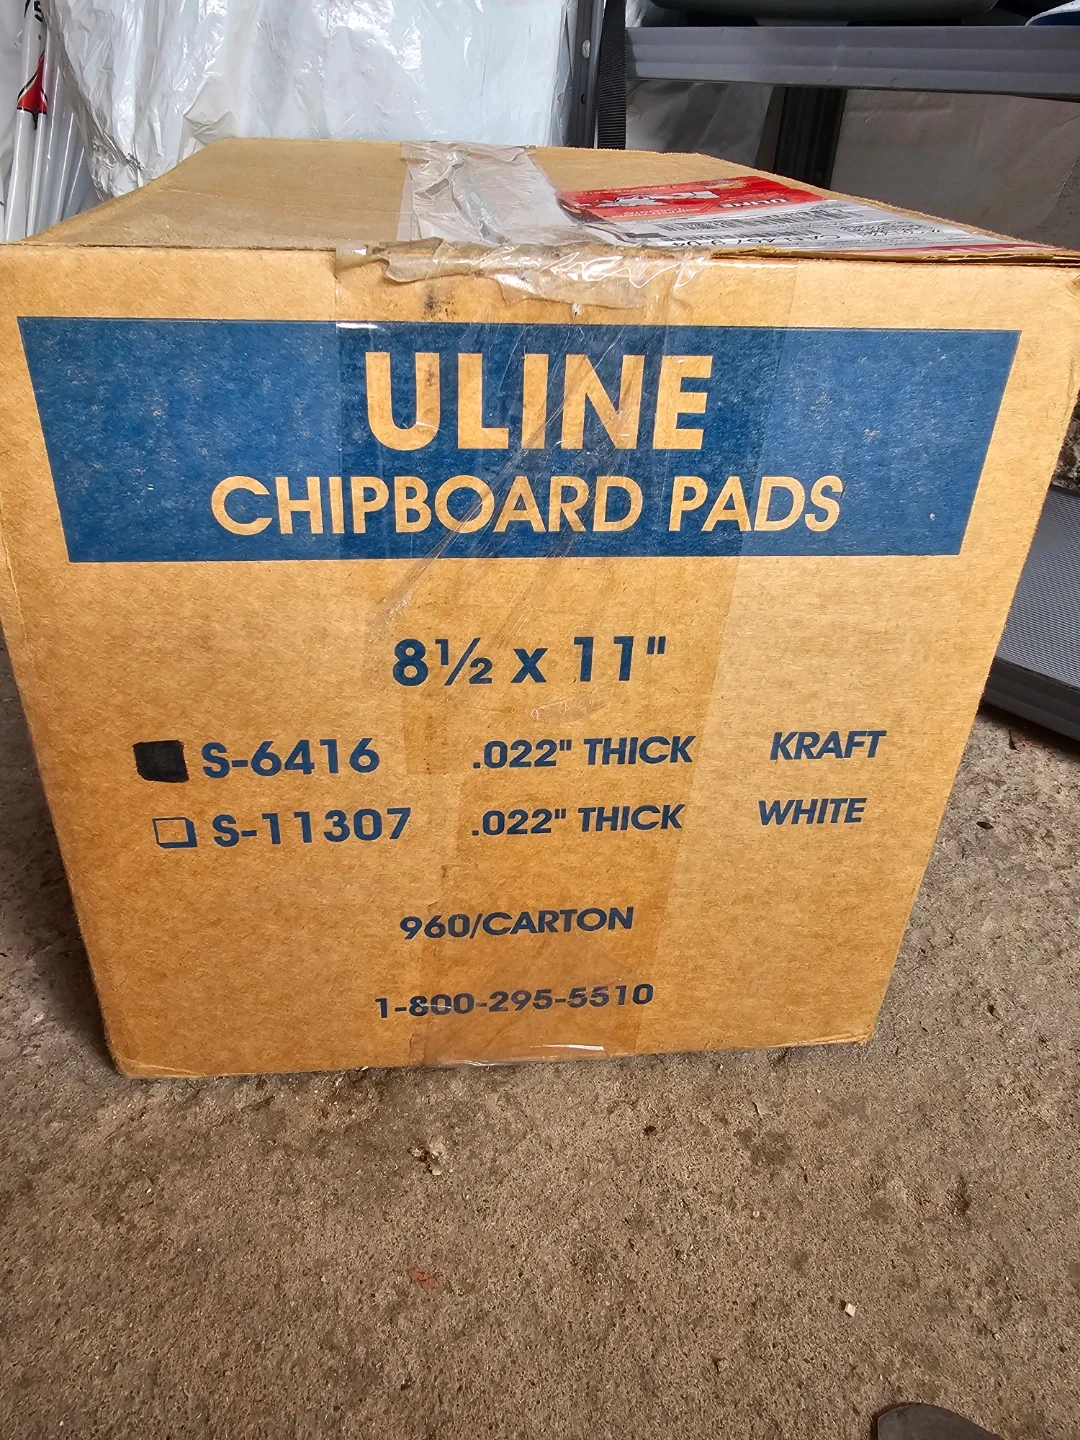 ULINE
ULINE
CHIPBOARD PADS
8½ x 11"
S-6416 .022" THICK KRAFT
S-11307 .022" THICK WHITE
960/CARTON
1-800-295-5510